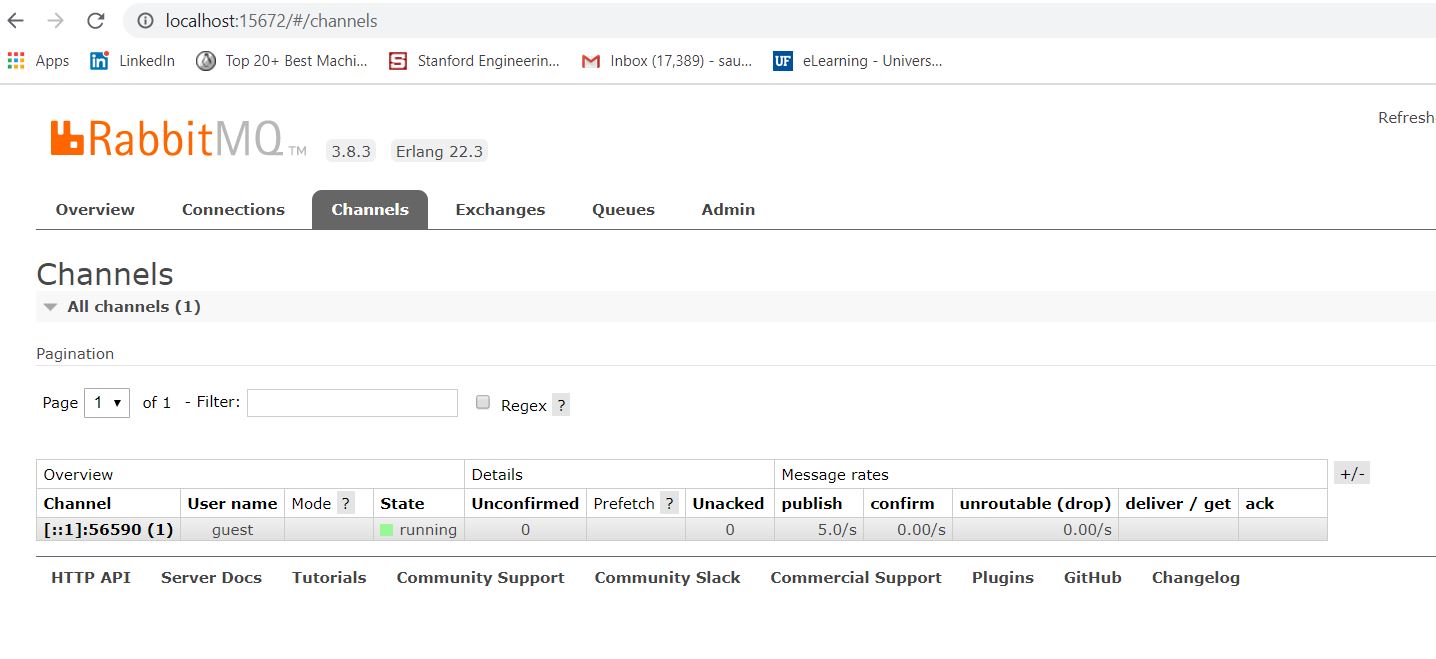 localhost:15672/#/channels
Apps LinkedIn Top 20+ Best Machi... Stanford Engineerin... Inbox (17,389) - sau... UF eLearning - Univers...
Refresh
RabbitMQ TM 3.8.3 Erlang 22.3
Overview Connections Channels Exchanges Queues Admin
Channels
All channels (1)
Pagination
Page 1 of 1 - Filter: Regex ?
Overview Details Message rates +/-
Channel User name Mode ? State Unconfirmed Prefetch ? Unacked publish confirm unroutable (drop) deliver / get ack
[::1]:56590 (1) guest running 0 0 5.0/s 0.00/s 0.00/s
HTTP API Server Docs Tutorials Community Support Community Slack Commercial Support Plugins GitHub Changelog